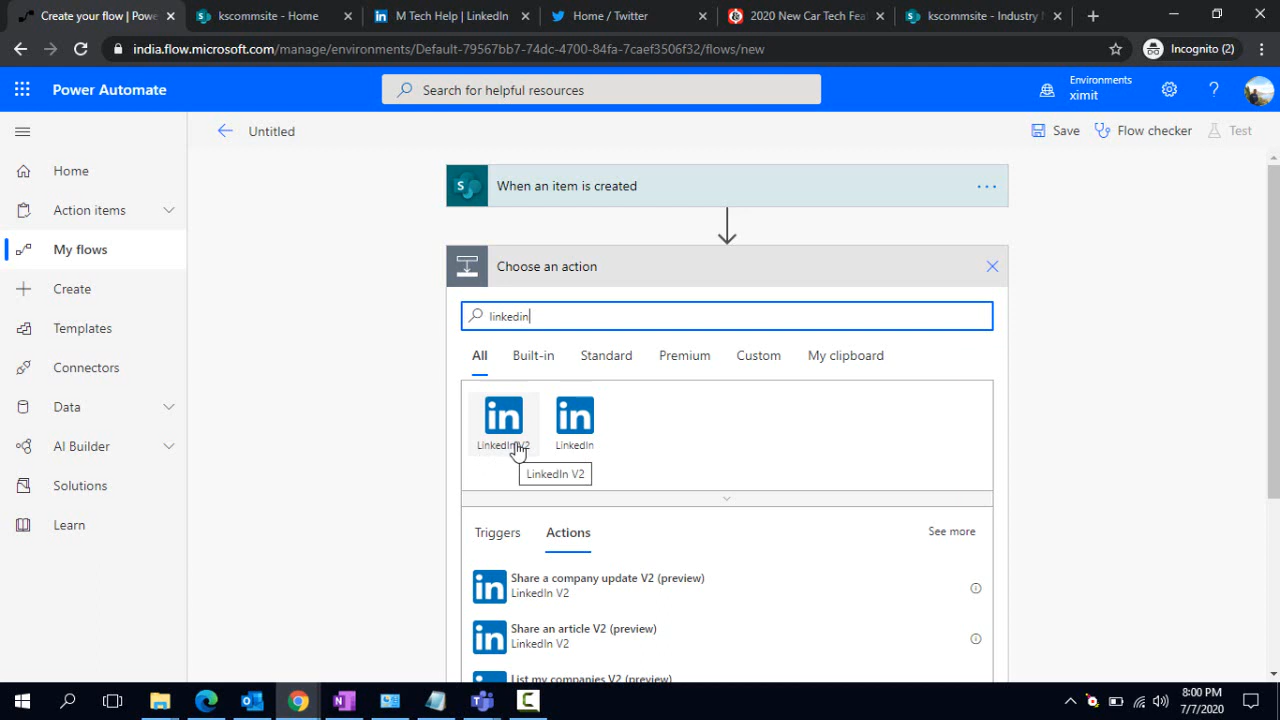 Create your flow | Power
kscommsite - Home
M Tech Help | LinkedIn
Home / Twitter
2020 New Car Tech Fea
kscommsite - Industry N
india.flow.microsoft.com/manage/environments/Default-79567bb7-74dc-4700-84fa-7caef3506f32/flows/new
Incognito (2)
Power Automate
Search for helpful resources
Environments
ximit
?
Untitled
Save
Flow checker
Test
Home
Action items
My flows
Create
Templates
Connectors
Data
AI Builder
Solutions
Learn
When an item is created
Choose an action
linkedin
All
Built-in
Standard
Premium
Custom
My clipboard
LinkedIn V2
LinkedIn
LinkedIn V2
Triggers
Actions
See more
Share a company update V2 (preview)
LinkedIn V2
Share an article V2 (preview)
LinkedIn V2
List my companies V2 (preview)
8:00 PM
7/7/2020